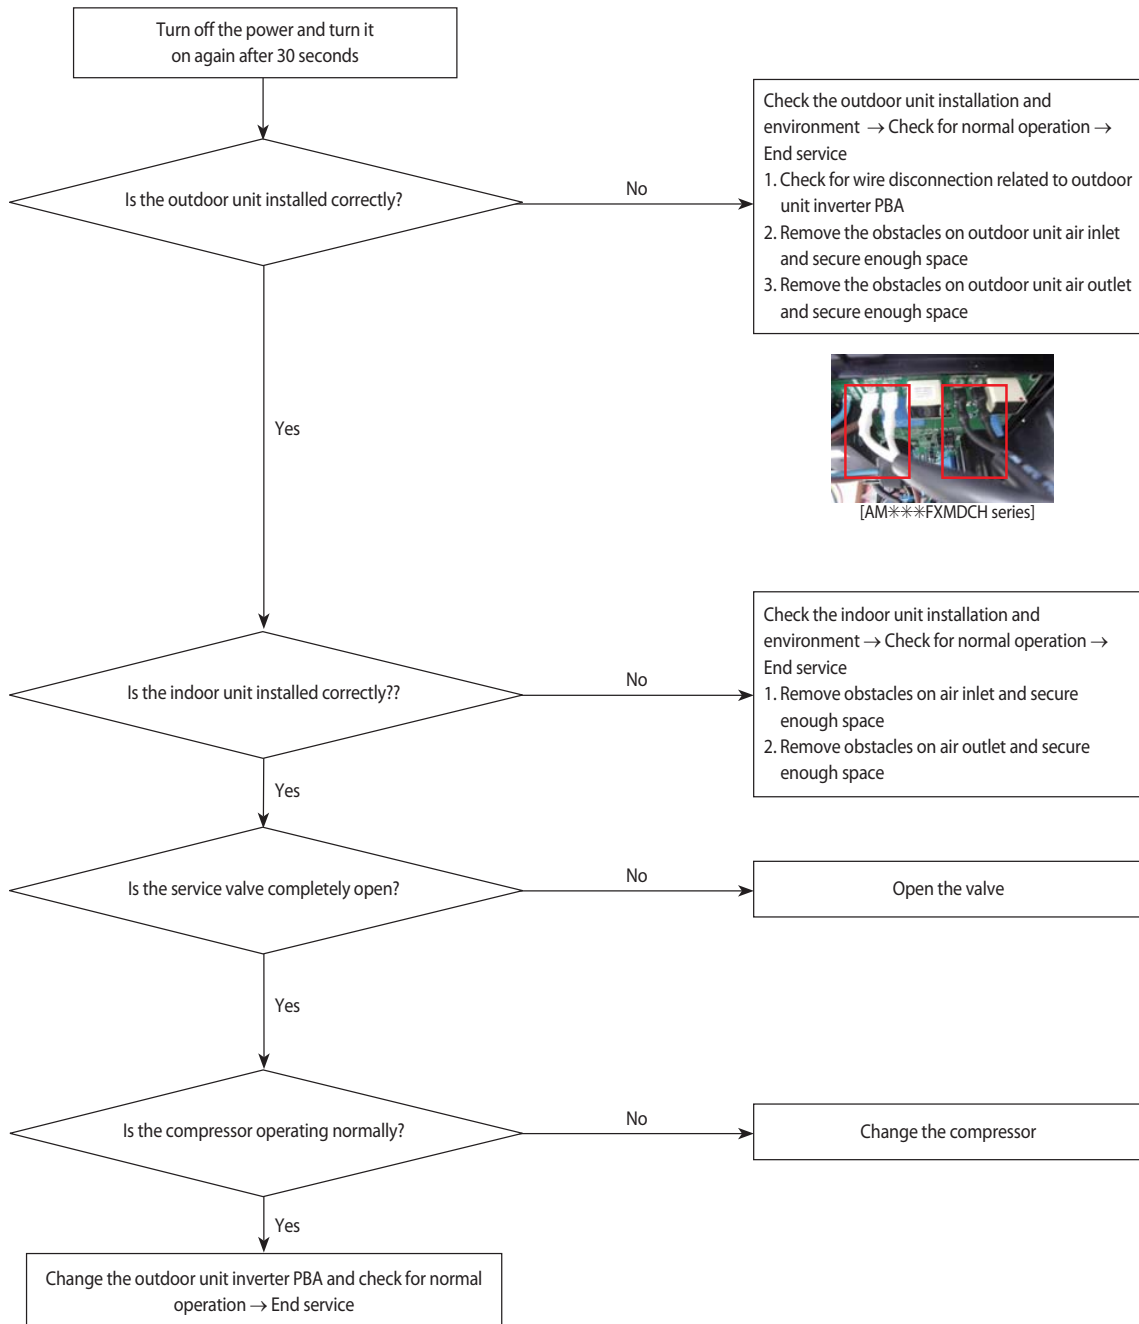 Turn off the power and turn it
on again after 30 seconds
Is the outdoor unit installed correctly?
No
Check the outdoor unit installation and
environment → Check for normal operation →
End service
1. Check for wire disconnection related to outdoor
unit inverter PBA
2. Remove the obstacles on outdoor unit air inlet
and secure enough space
3. Remove the obstacles on outdoor unit air outlet
and secure enough space
[AM✳✳✳FXMDCH series]
Yes
Is the indoor unit installed correctly??
No
Check the indoor unit installation and
environment → Check for normal operation →
End service
1. Remove obstacles on air inlet and secure
enough space
2. Remove obstacles on air outlet and secure
enough space
Yes
Is the service valve completely open?
No
Open the valve
Yes
Is the compressor operating normally?
No
Change the compressor
Yes
Change the outdoor unit inverter PBA and check for normal
operation → End service